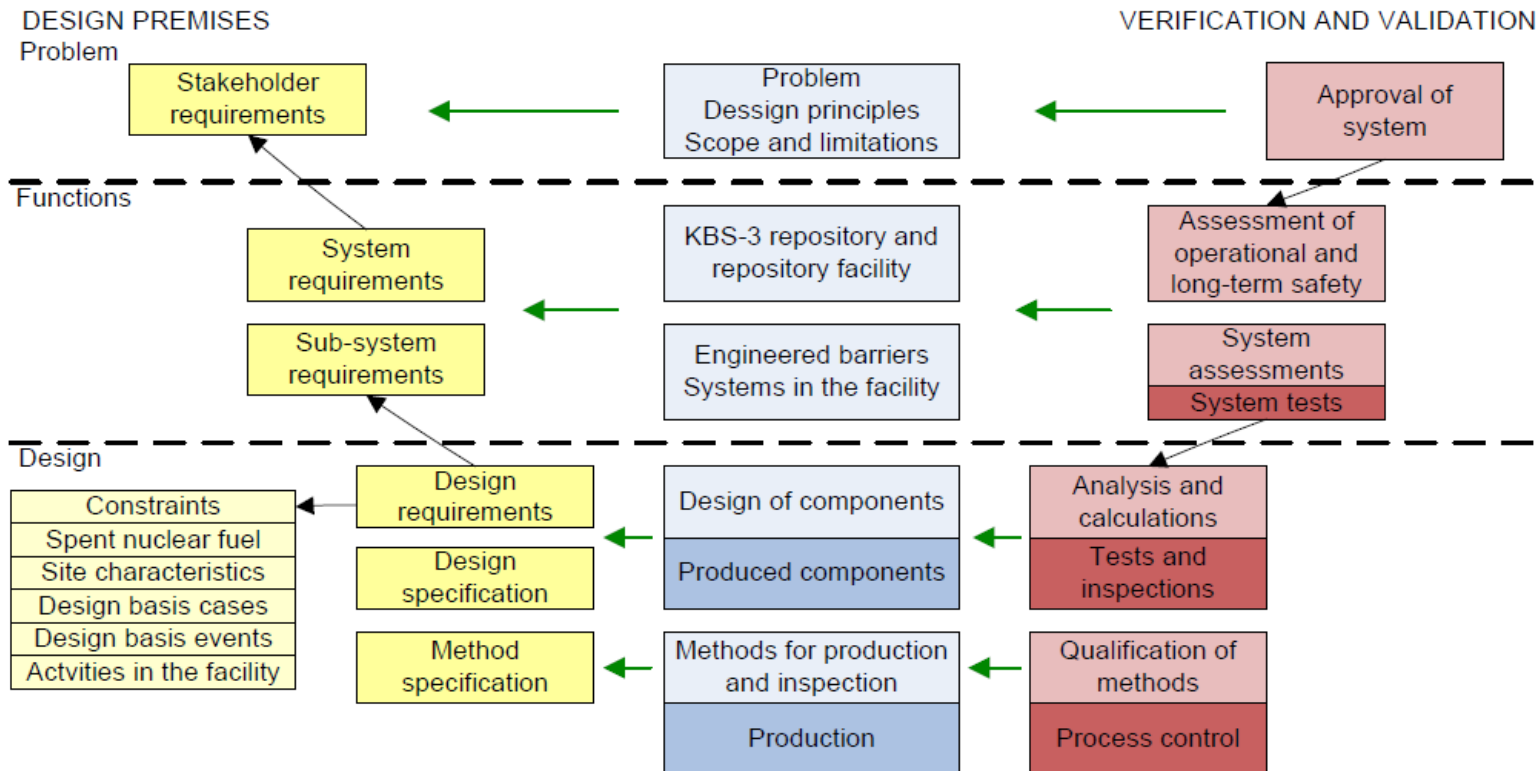 DESIGN PREMISES
VERIFICATION AND VALIDATION
Problem
Stakeholder
requirements
Problem
Dessign principles
Scope and limitations
Approval of
system
Functions
System
requirements
KBS-3 repository and
repository facility
Assessment of
operational and
long-term safety
Sub-system
requirements
Engineered barriers
Systems in the facility
System
assessments
System tests
Design
Constraints
Spent nuclear fuel
Site characteristics
Design basis cases
Design basis events
Actvities in the facility
Design
requirements
Design
specification
Method
specification
Design of components
Produced components
Methods for production
and inspection
Production
Analysis and
calculations
Tests and
inspections
Qualification of
methods
Process control